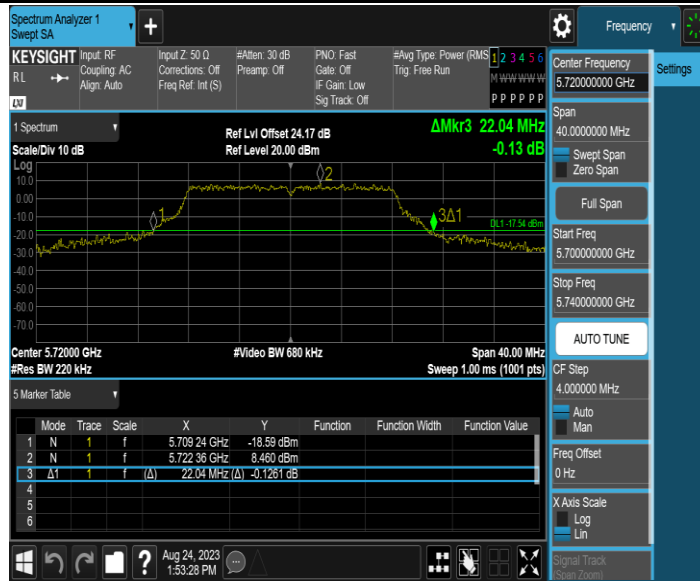 Spectrum Analyzer 1
Swept SA
Frequency
KEYSIGHT
Input: RF
Input Z: 50 Ω
#Atten: 30 dB
PNO: Fast
#Avg Type: Power (RMS
1 2 3 4 5 6
RL
Coupling: AC
Corrections: Off
Preamp: Off
Gate: Off
Trig: Free Run
M W W W W W
Align: Auto
Freq Ref: Int (S)
IF Gain: Low
Sig Track: Off
P P P P P P
LXI
Center Frequency
5.720000000 GHz
Settings
Span
40.0000000 MHz
Swept Span
Zero Span
Full Span
Start Freq
5.700000000 GHz
Stop Freq
5.740000000 GHz
AUTO TUNE
CF Step
4.000000 MHz
Auto
Man
Freq Offset
0 Hz
X Axis Scale
Log
Lin
Signal Track
(Span Zoom)
1 Spectrum
Ref Lvl Offset 24.17 dB
ΔMkr3 22.04 MHz
Scale/Div 10 dB
Ref Level 20.00 dBm
-0.13 dB
Log
10.0
0.00
-10.0
-20.0
-30.0
-40.0
-50.0
-60.0
-70.0
1
2
3Δ1
DL1 -17.54 dBm
Center 5.72000 GHz
#Video BW 680 kHz
Span 40.00 MHz
#Res BW 220 kHz
Sweep 1.00 ms (1001 pts)
5 Marker Table
Mode Trace Scale X Y Function Function Width Function Value
1 N 1 f 5.709 24 GHz -18.59 dBm
2 N 1 f 5.722 36 GHz 8.460 dBm
3 Δ1 1 f (Δ) 22.04 MHz (Δ) -0.1261 dB
4
5
6
?
Aug 24, 2023
1:53:28 PM